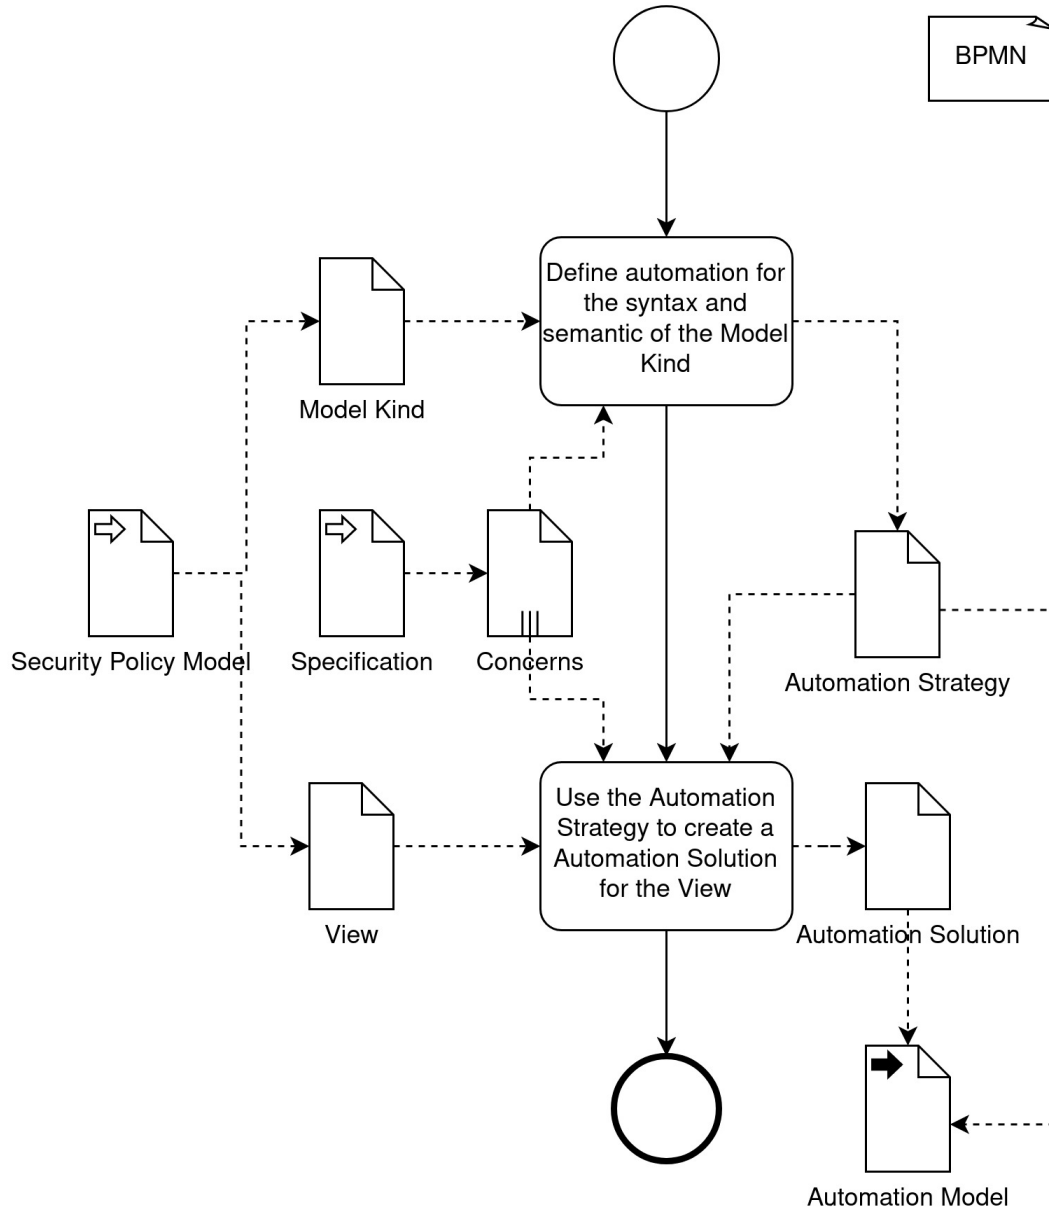 BPMN
Define automation for
the syntax and
semantic of the Model
Kind
Model Kind
Security Policy Model
Specification
Concerns
Automation Strategy
Use the Automation
Strategy to create a
Automation Solution
for the View
View
Automation Solution
Automation Model